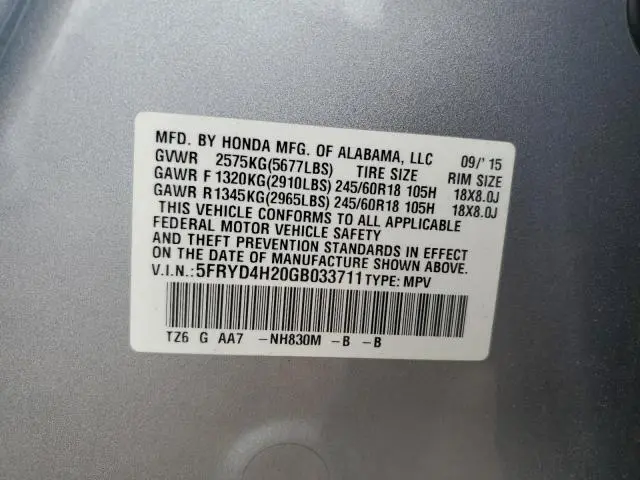 MFD. BY HONDA MFG. OF ALABAMA, LLC 09/'15
GVWR 2575KG(5677LBS) TIRE SIZE RIM SIZE
GAWR F 1320KG(2910LBS) 245/60R18 105H 18X8.0J
GAWR R1345KG(2965LBS) 245/60R18 105H 18X8.0J
THIS VEHICLE CONFORMS TO ALL APPLICABLE
FEDERAL MOTOR VEHICLE SAFETY
AND THEFT PREVENTION STANDARDS IN EFFECT
ON THE DATE OF MANUFACTURE SHOWN ABOVE.
V.I.N.:5FRYD4H20GB033711 TYPE: MPV
TZ6 G AA7 -NH830M -B -B